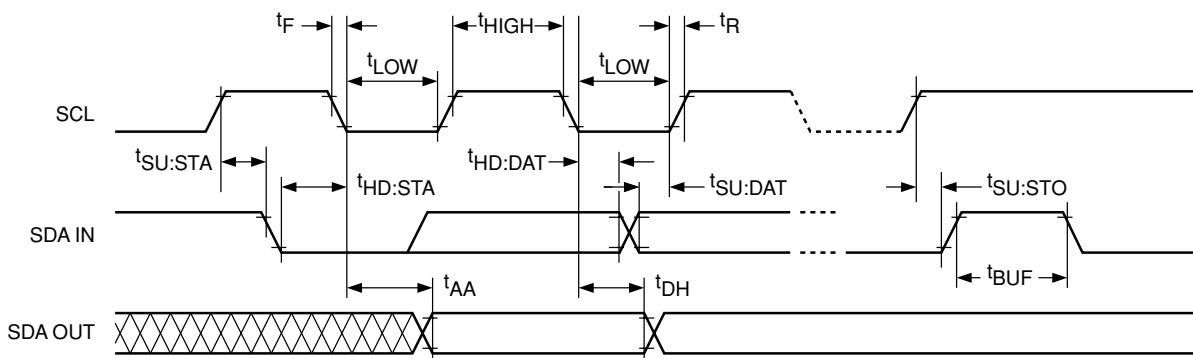 tF tHIGH tR
tLOW tLOW
SCL
tSU:STA tHD:DAT
tHD:STA tSU:DAT tSU:STO
SDA IN
tAA tDH tBUF
SDA OUT